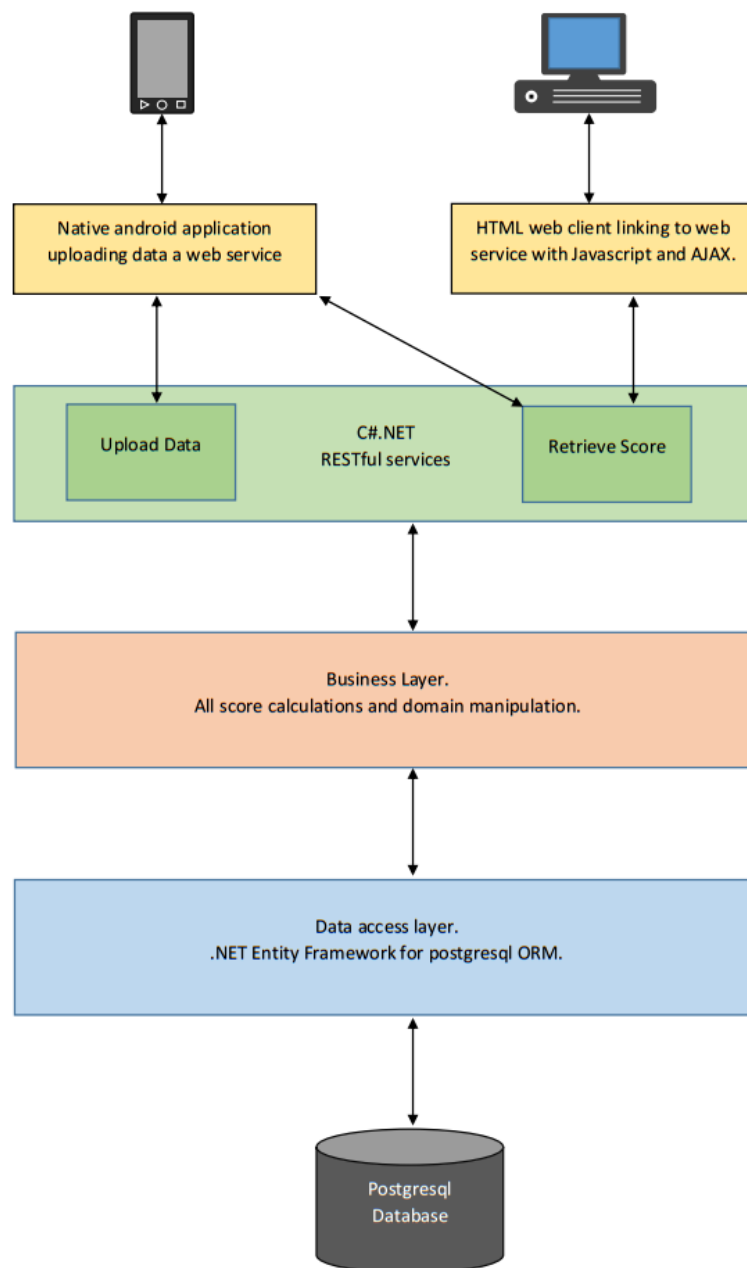 Native android application
uploading data a web service
HTML web client linking to web
service with Javascript and AJAX.
Upload Data
C#.NET
RESTful services
Retrieve Score
Business Layer.
All score calculations and domain manipulation.
Data access layer.
.NET Entity Framework for postgresql ORM.
Postgresql
Database